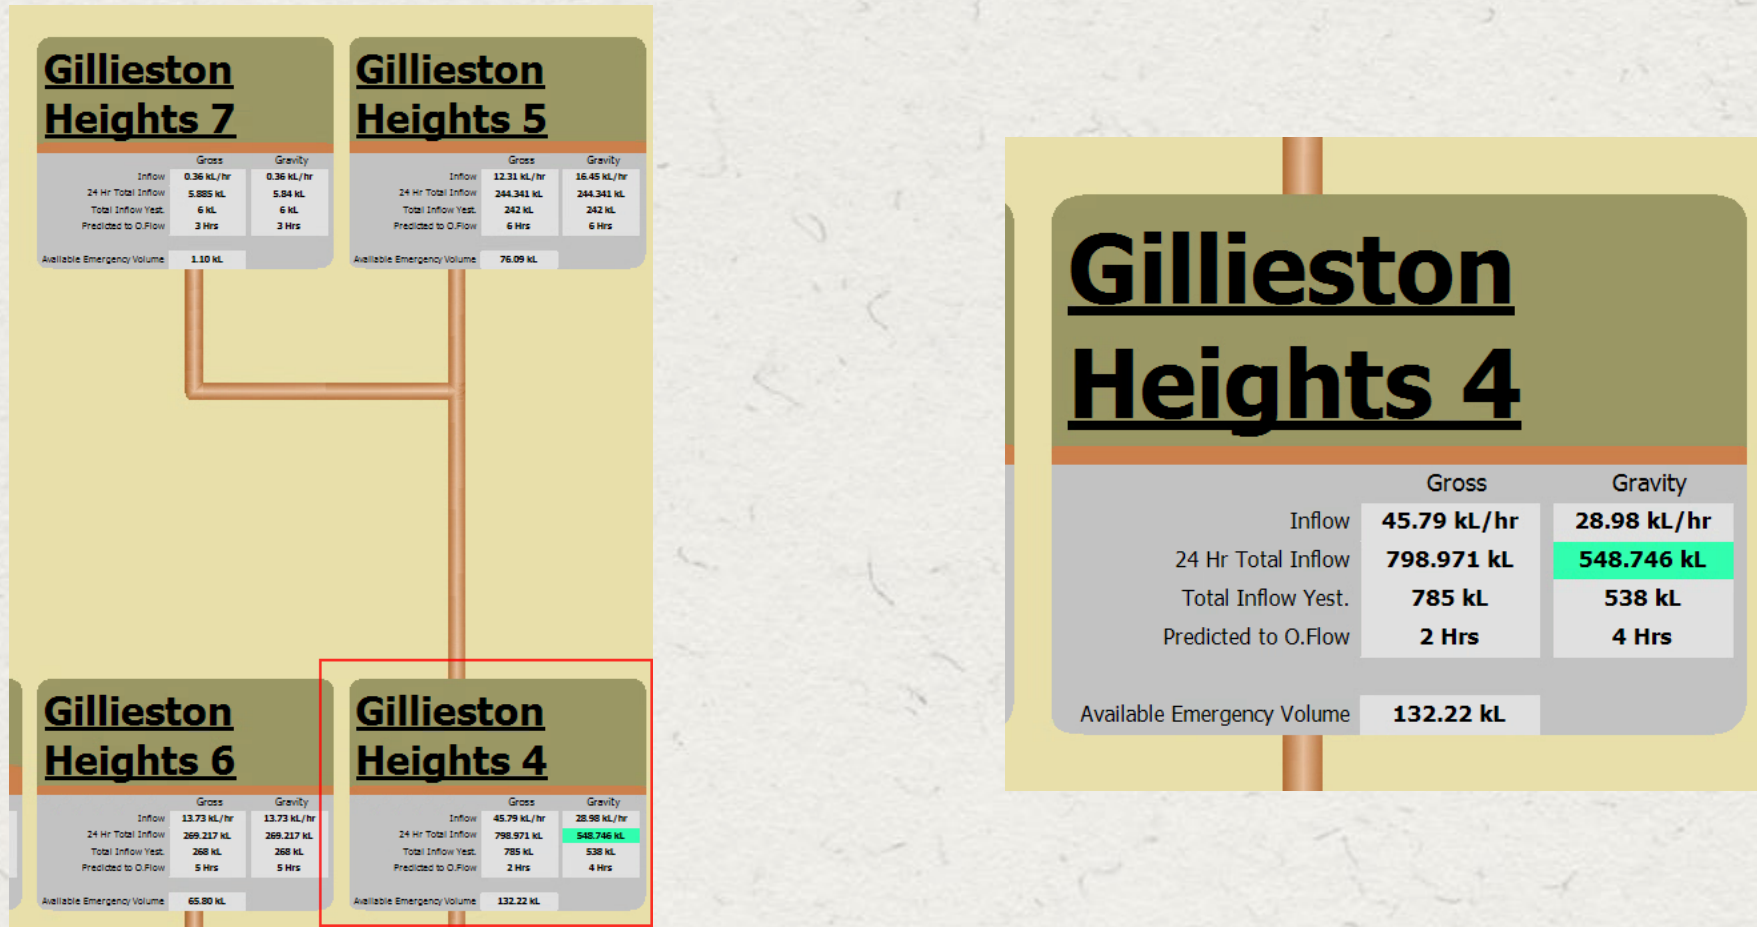 Gillieston
Heights 7
Gross Gravity
Inflow 0.36 kL/hr 0.36 kL/hr
24 Hr Total Inflow 5.885 kL 5.84 kL
Total Inflow Yest. 6 kL 6 kL
Predicted to O.Flow 3 Hrs 3 Hrs
Available Emergency Volume 1.10 kL
Gillieston
Heights 5
Gross Gravity
Inflow 12.31 kL/hr 16.45 kL/hr
24 Hr Total Inflow 244.341 kL 244.341 kL
Total Inflow Yest. 242 kL 242 kL
Predicted to O.Flow 6 Hrs 6 Hrs
Available Emergency Volume 76.09 kL
Gillieston
Heights 6
Gross Gravity
Inflow 13.73 kL/hr 13.73 kL/hr
24 Hr Total Inflow 269.217 kL 269.217 kL
Total Inflow Yest. 268 kL 268 kL
Predicted to O.Flow 5 Hrs 5 Hrs
Available Emergency Volume 65.80 kL
Gillieston
Heights 4
Gross Gravity
Inflow 45.79 kL/hr 28.98 kL/hr
24 Hr Total Inflow 798.971 kL 548.746 kL
Total Inflow Yest. 785 kL 538 kL
Predicted to O.Flow 2 Hrs 4 Hrs
Available Emergency Volume 132.22 kL
Gillieston
Heights 4
Gross Gravity
Inflow 45.79 kL/hr 28.98 kL/hr
24 Hr Total Inflow 798.971 kL 548.746 kL
Total Inflow Yest. 785 kL 538 kL
Predicted to O.Flow 2 Hrs 4 Hrs
Available Emergency Volume 132.22 kL